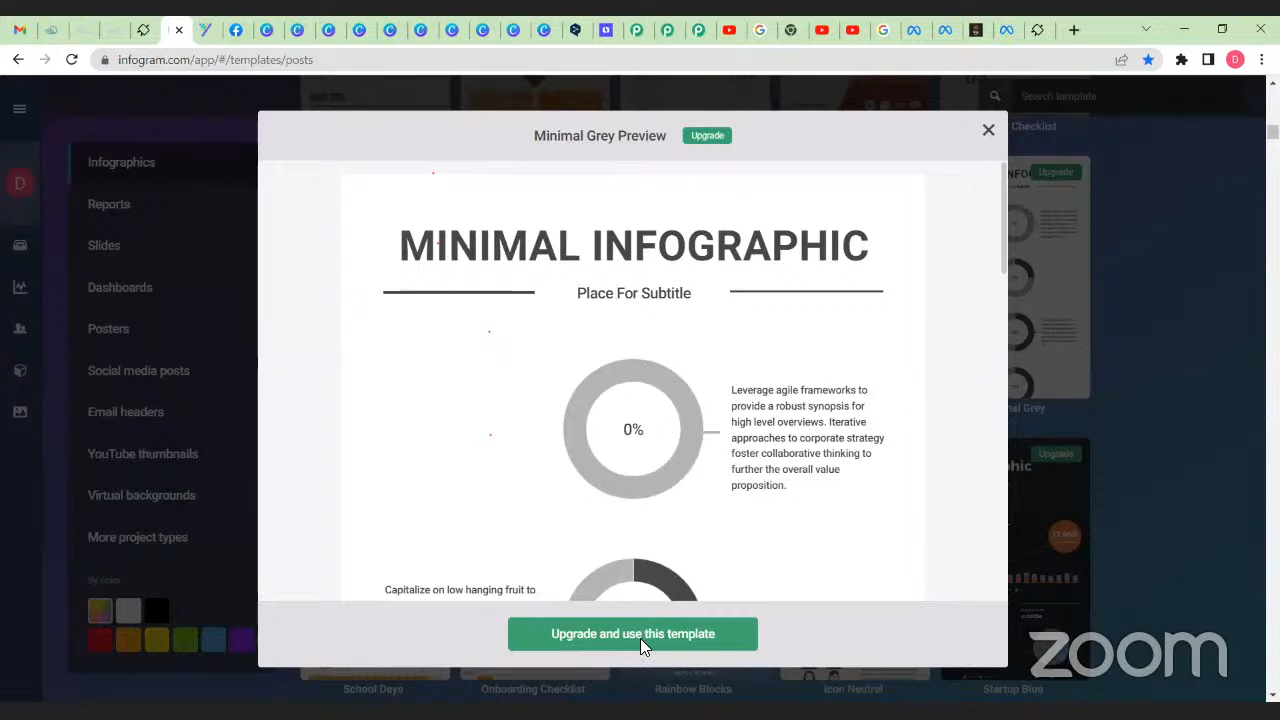 infogram.com/app/#/templates/posts
D
Search template
Checklist
Minimal Grey Preview
Upgrade
D
Infographics
Reports
Slides
Dashboards
Posters
Social media posts
Email headers
YouTube thumbnails
Virtual backgrounds
More project types
By color
MINIMAL INFOGRAPHIC
Place For Subtitle
0%
Leverage agile frameworks to
provide a robust synopsis for
high level overviews. Iterative
approaches to corporate strategy
foster collaborative thinking to
further the overall value
proposition.
Capitalize on low hanging fruit to
Upgrade and use this template
Upgrade
Grey
Upgrade
zoom
School Days
Onboarding Checklist
Rainbow Blocks
Icon Neutral
Startup Blue